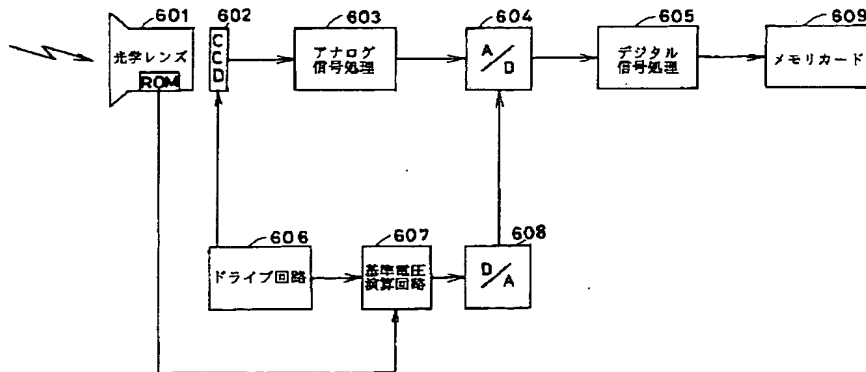 601
602
603
604
605
609
光学レンズ
ROM
CCD
アナログ
信号処理
A/D
デジタル
信号処理
メモリカード
606
607
608
ドライブ回路
基準電圧
演算回路
D/A